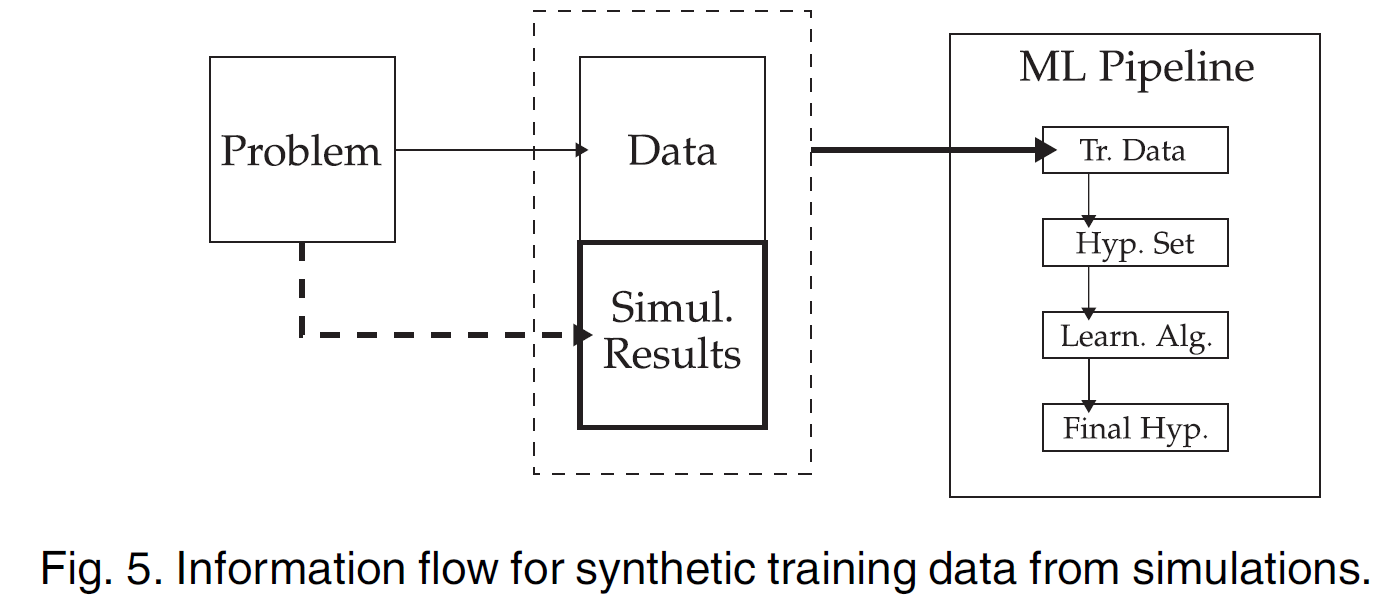 Problem
Data
Simul.
Results
ML Pipeline
Tr. Data
Hyp. Set
Learn. Alg.
Final Hyp.
Fig. 5. Information flow for synthetic training data from simulations.